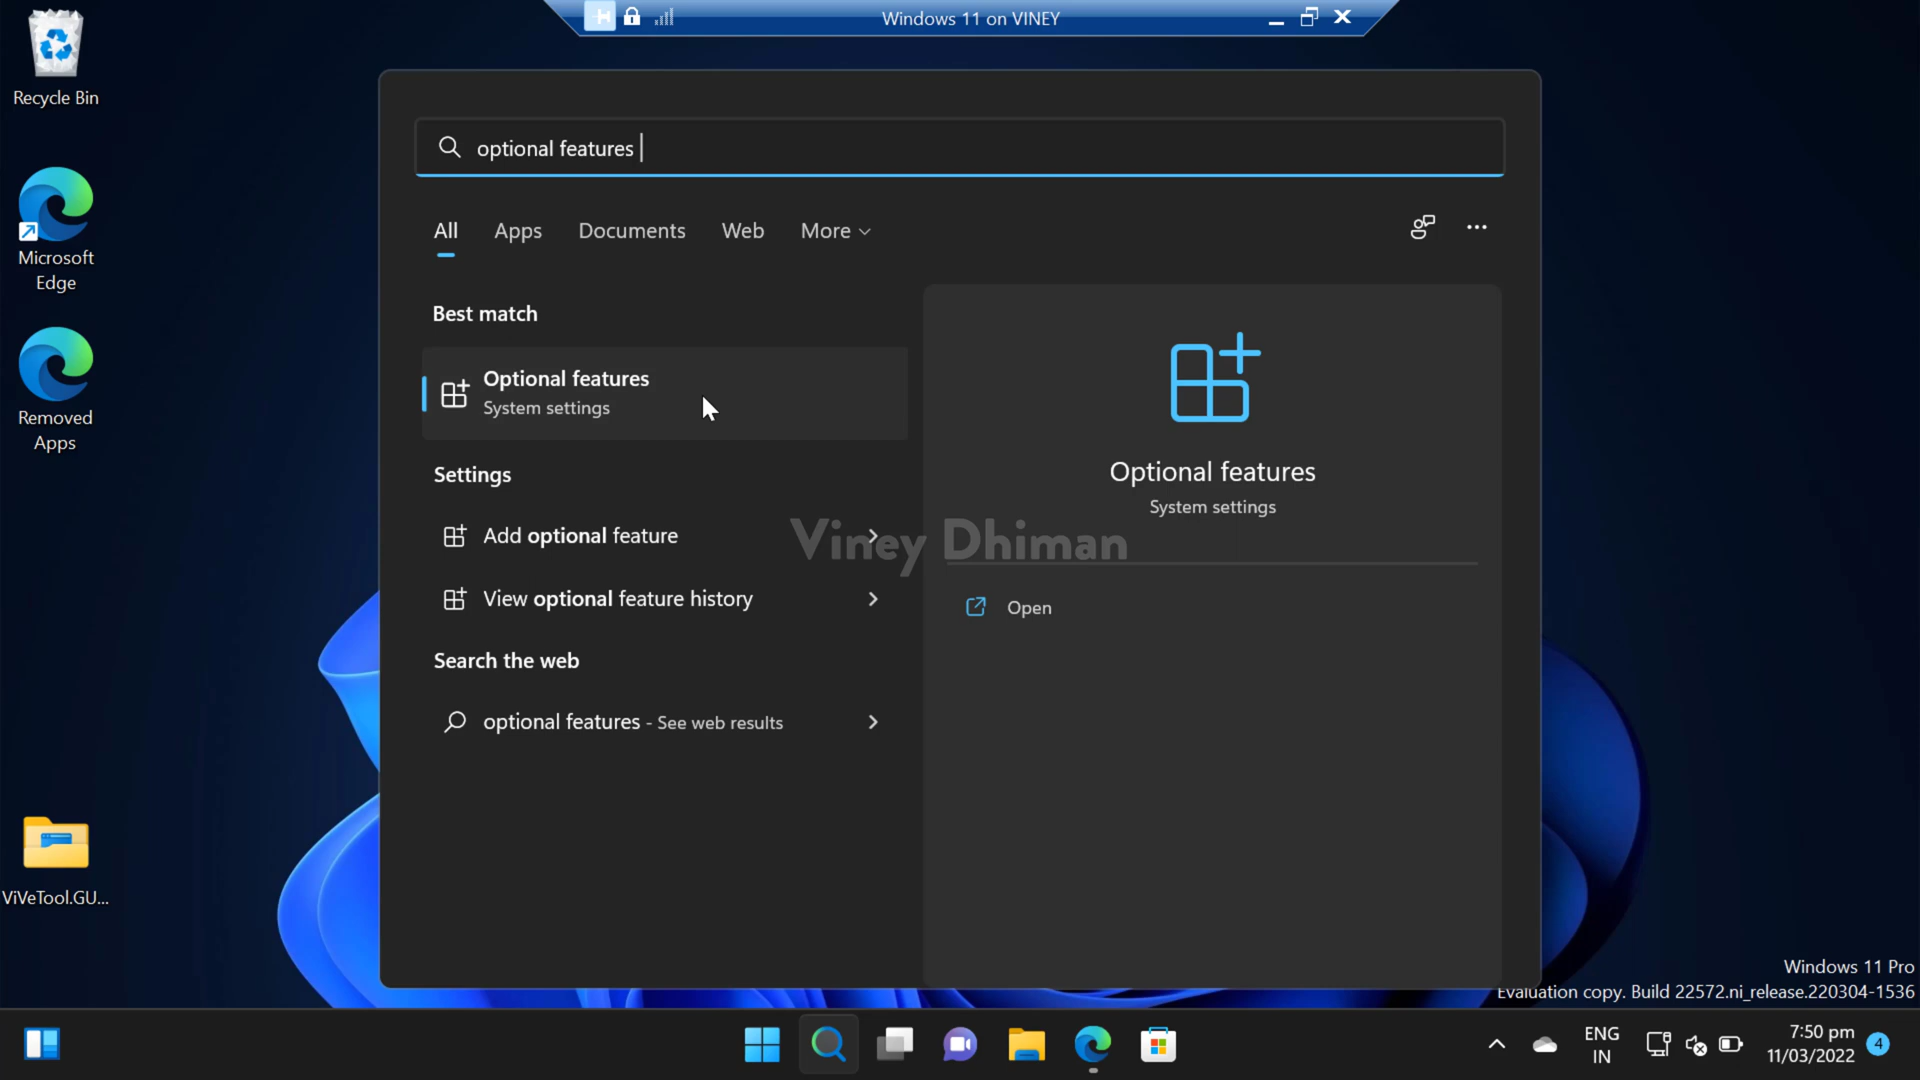 Windows 11 on VINEY
Recycle Bin
Microsoft
Edge
Removed
Apps
ViVeTool.GU...
optional features
All
Apps
Documents
Web
More
Best match
Optional features
System settings
Settings
Add optional feature
View optional feature history
Search the web
optional features - See web results
Optional features
System settings
Open
Viney Dhiman
Windows 11 Pro
Evaluation copy. Build 22572.ni_release.220304-1536
ENG
IN
7:50 pm
11/03/2022
4